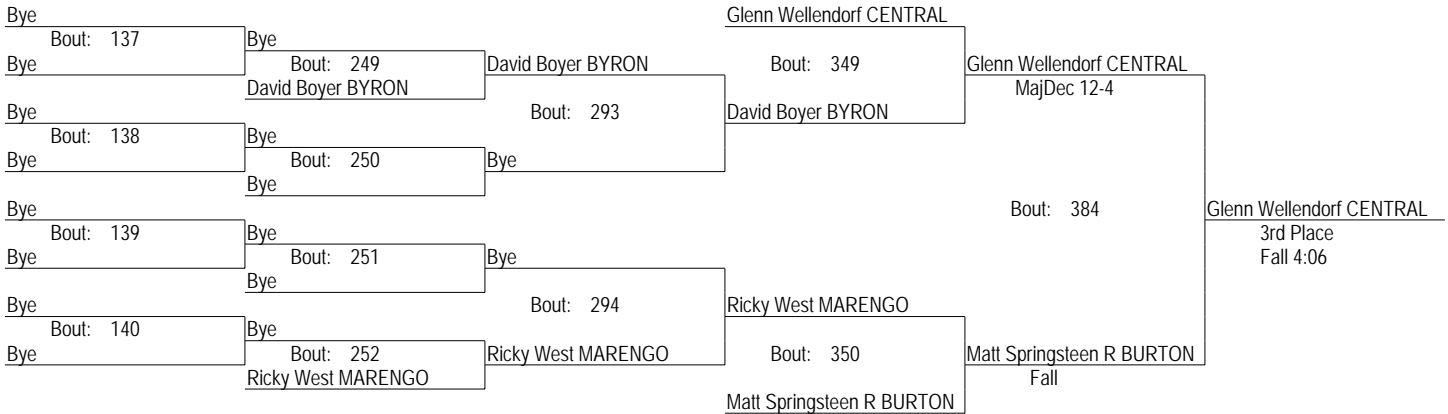 Bye Glenn Wellendorf CENTRAL
Bout: 137 Bye
Bye Bout: 249 David Boyer BYRON Bout: 349 Glenn Wellendorf CENTRAL
David Boyer BYRON MajDec 12-4
Bye Bout: 293 David Boyer BYRON
Bout: 138 Bye
Bye Bout: 250 Bye
Bye
Bye Bout: 384 Glenn Wellendorf CENTRAL
Bout: 139 Bye 3rd Place
Bye Bout: 251 Bye Fall 4:06
Bye
Bye Bout: 294 Ricky West MARENGO
Bout: 140 Bye
Bye Bout: 252 Ricky West MARENGO Bout: 350 Matt Springsteen R BURTON
Ricky West MARENGO Fall
Matt Springsteen R BURTON